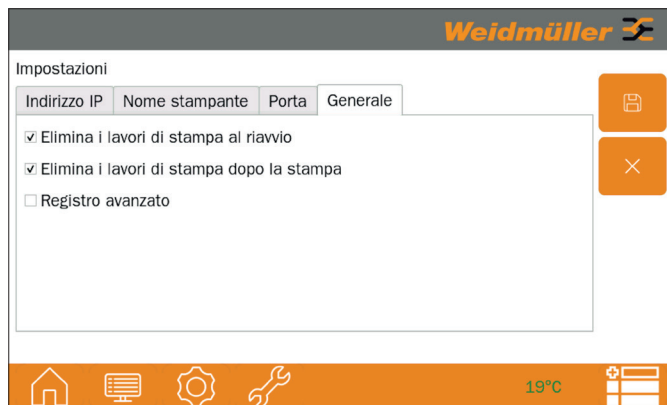 Weidmüller
Impostazioni
Indirizzo IP Nome stampante Porta Generale
Elimina i lavori di stampa al riavvio
Elimina i lavori di stampa dopo la stampa
Registro avanzato
19°C